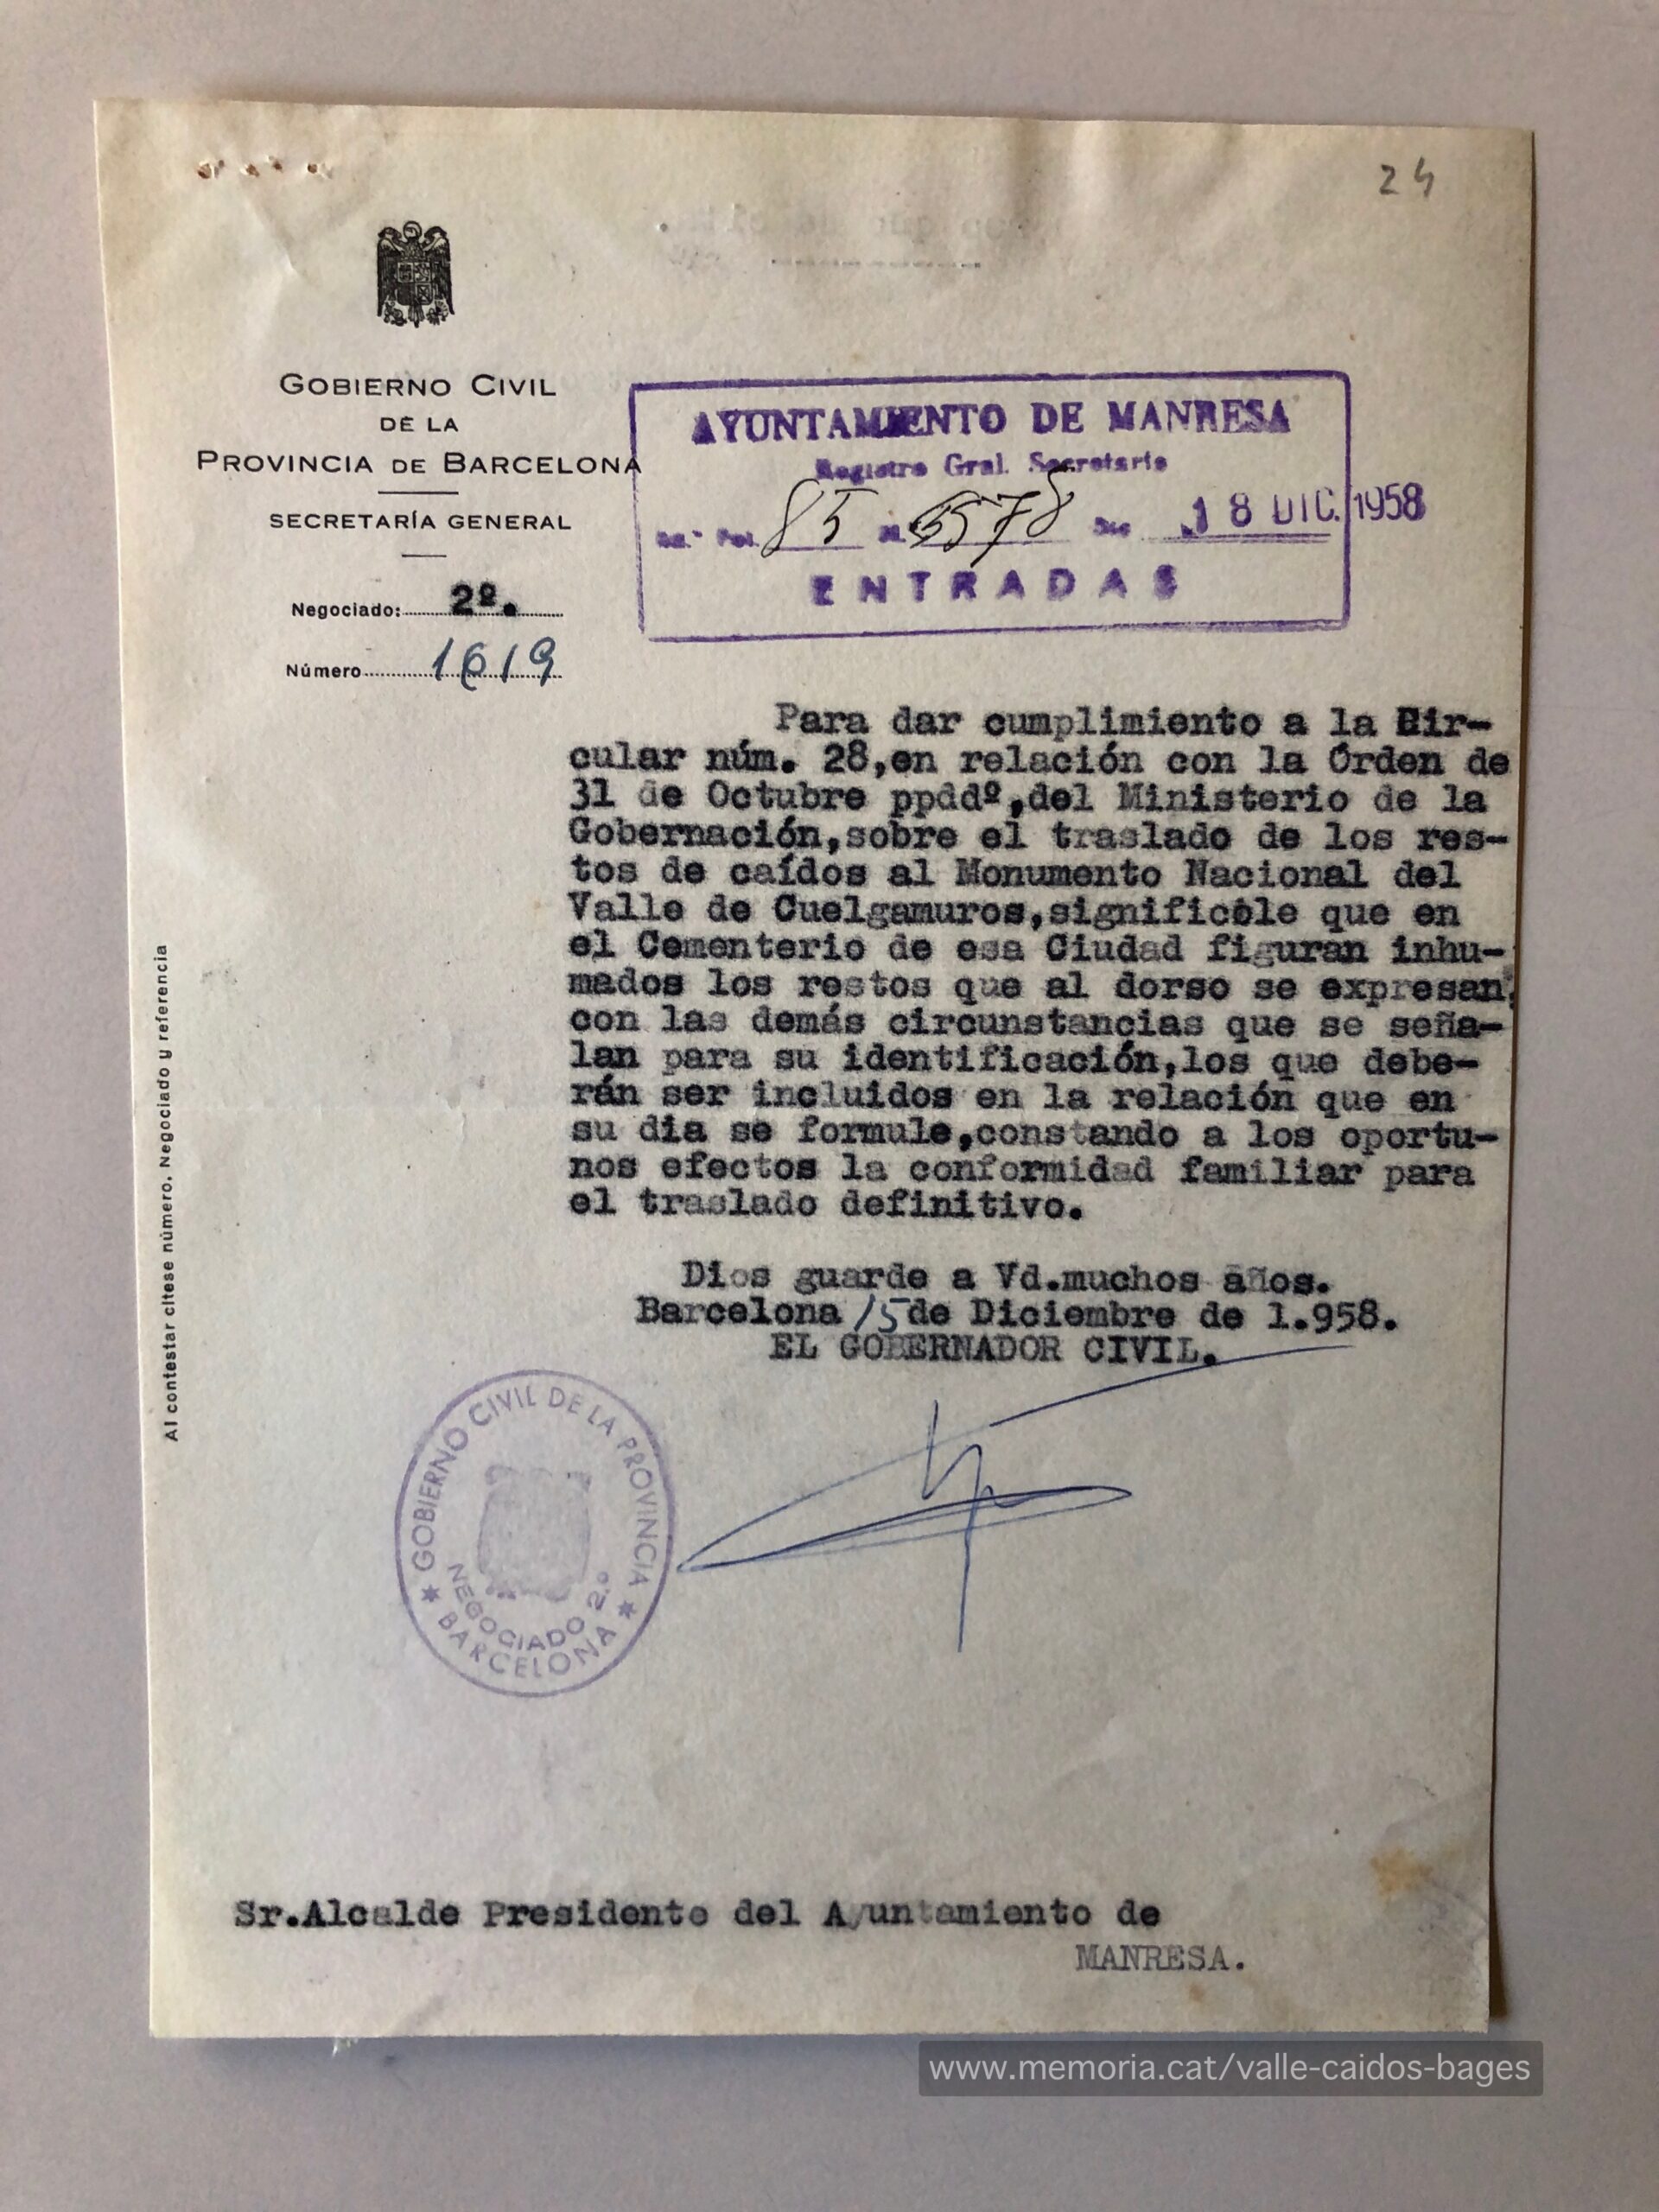 24
GOBIERNO CIVIL
DE LA
PROVINCIA DE BARCELONA
SECRETARÍA GENERAL
Negociado: 2º.
Número 1619
AYUNTAMIENTO DE MANRESA
Registro Gral. Secretaria
Fol. 85 N. 5578 18 DIC. 1958
ENTRADAS
Para dar cumplimiento a la Cir-
cular núm. 28,en relación con la Órden de
31 de Octubre ppddº,del Ministerio de la
Gobernación,sobre el traslado de los res-
tos de caídos al Monumento Nacional del
Valle de Cuelgamuros,significole que en
el Cementerio de esa Ciudad figuran inhu-
mados los restos que al dorso se expresan,
con las demás circunstancias que se seña-
lan para su identificación,los que debe-
rán ser incluidos en la relación que en
su dia se formule,constando a los oportu-
nos efectos la conformidad familiar para
el traslado definitivo.
Dios guarde a Vd.muchos años.
Barcelona 15 de Diciembre de 1.958.
EL GOBERNADOR CIVIL.
GOBIERNO CIVIL DE LA PROVINCIA
NEGOCIADO 2.º
BARCELONA
Al contestar cítese número. Negociado y referencia
Sr.Alcalde Presidente del Ayuntamiento de
MANRESA.
www.memoria.cat/valle-caidos-bages